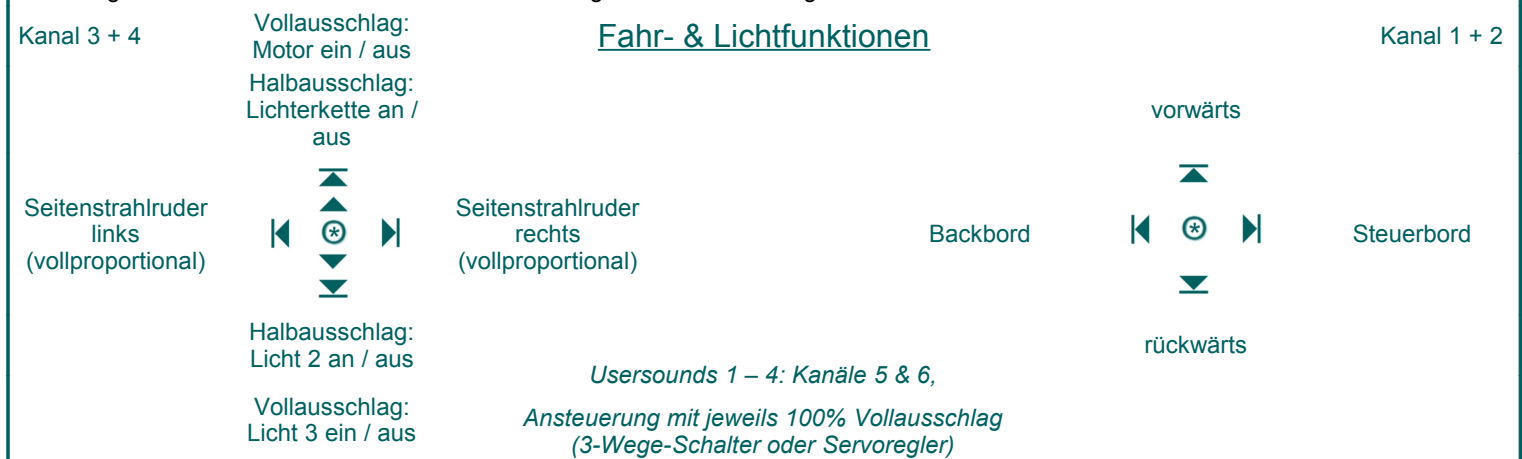 Kanal 3 + 4
Vollausschlag:
Motor ein / aus
Fahr- & Lichtfunktionen
Kanal 1 + 2
Halbausschlag:
Lichterkette an /
aus
vorwärts
Seitenstrahlruder
links
(vollproportional)
Seitenstrahlruder
rechts
(vollproportional)
Backbord
Steuerbord
Halbausschlag:
Licht 2 an / aus
rückwärts
Usersounds 1 – 4: Kanäle 5 & 6,
Vollausschlag:
Licht 3 ein / aus
Ansteuerung mit jeweils 100% Vollausschlag
(3-Wege-Schalter oder Servoregler)